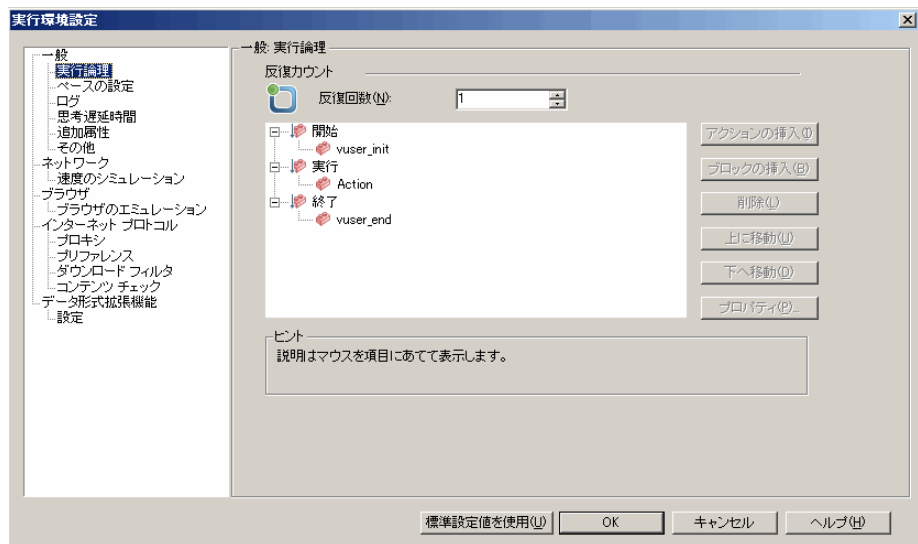 実行環境設定
一般
実行論理
ペースの設定
ログ
思考遅延時間
追加属性
その他
ネットワーク
速度のシミュレーション
ブラウザ
ブラウザのエミュレーション
インターネット プロトコル
プロキシ
プリファレンス
ダウンロード フィルタ
コンテンツ チェック
データ形式拡張機能
設定
一般: 実行論理
反復カウント
反復回数(N):
1
開始
vuser_init
実行
Action
終了
vuser_end
アクションの挿入(I)
ブロックの挿入(B)
削除(L)
上に移動(U)
下へ移動(D)
プロパティ(P)...
ヒント
説明はマウスを項目にあてて表示します。
標準設定値を使用(U)
OK
キャンセル
ヘルプ(H)